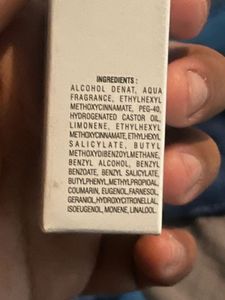 INGREDIENTS :
ALCOHOL DENAT, AQUA
FRAGRANCE, ETHYLHEXYL
METHOXYCINNAMATE, PEG-40,
HYDROGENATED CASTOR OIL,
LIMONENE, ETHYLHEXYL
METHOXYCINNAMATE,ETHYLHEXYL
SALICYLATE, BUTYL
METHOXYDIBENZOYLMETHANE,
BENZYL ALCOHOL, BENZYL
BENZOATE, BENZYL SALICYLATE,
BUTYLPHENYL,METHYLPROPIOAL,
COUMARIN, EUGENOL,FARNESOL,
GERANIOL,HYDROXYCITRONELLAL,
ISOEUGENOL, MONENE, LINALOOL